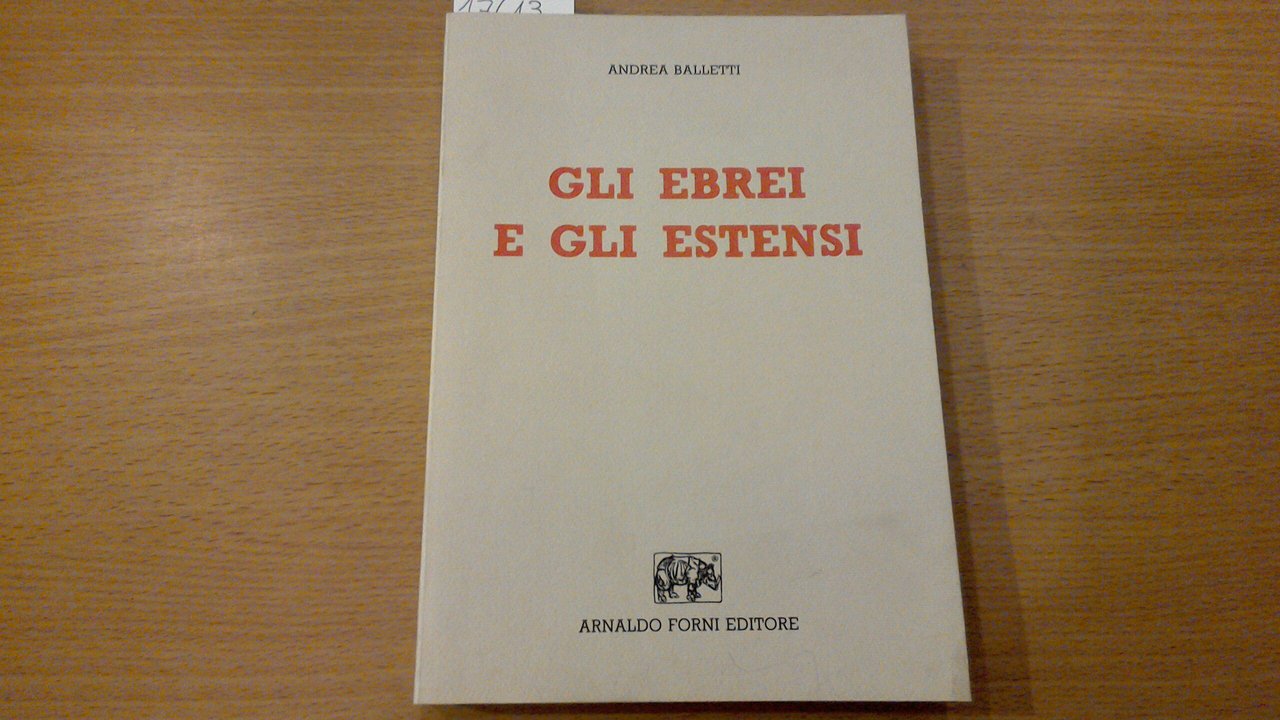 ANDREA BALLETTI
GLI EBREI
E GLI ESTENSI
ARNALDO FORNI EDITORE